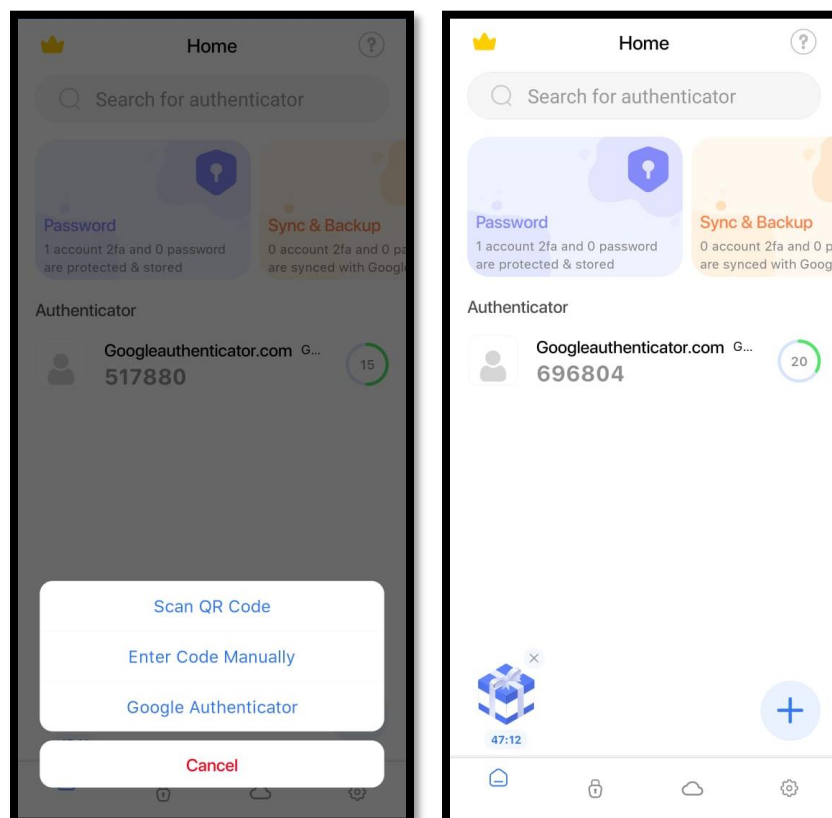 Home
?
Search for authenticator
Password
1 account 2fa and 0 password
are protected & stored
Sync & Backup
0 account 2fa and 0 pa
are synced with Google
Authenticator
Googleauthenticator.com G...
517880
15
Scan QR Code
Enter Code Manually
Google Authenticator
Cancel
Home
?
Search for authenticator
Password
1 account 2fa and 0 password
are protected & stored
Sync & Backup
0 account 2fa and 0 p
are synced with Goog
Authenticator
Googleauthenticator.com G...
696804
20
47:12